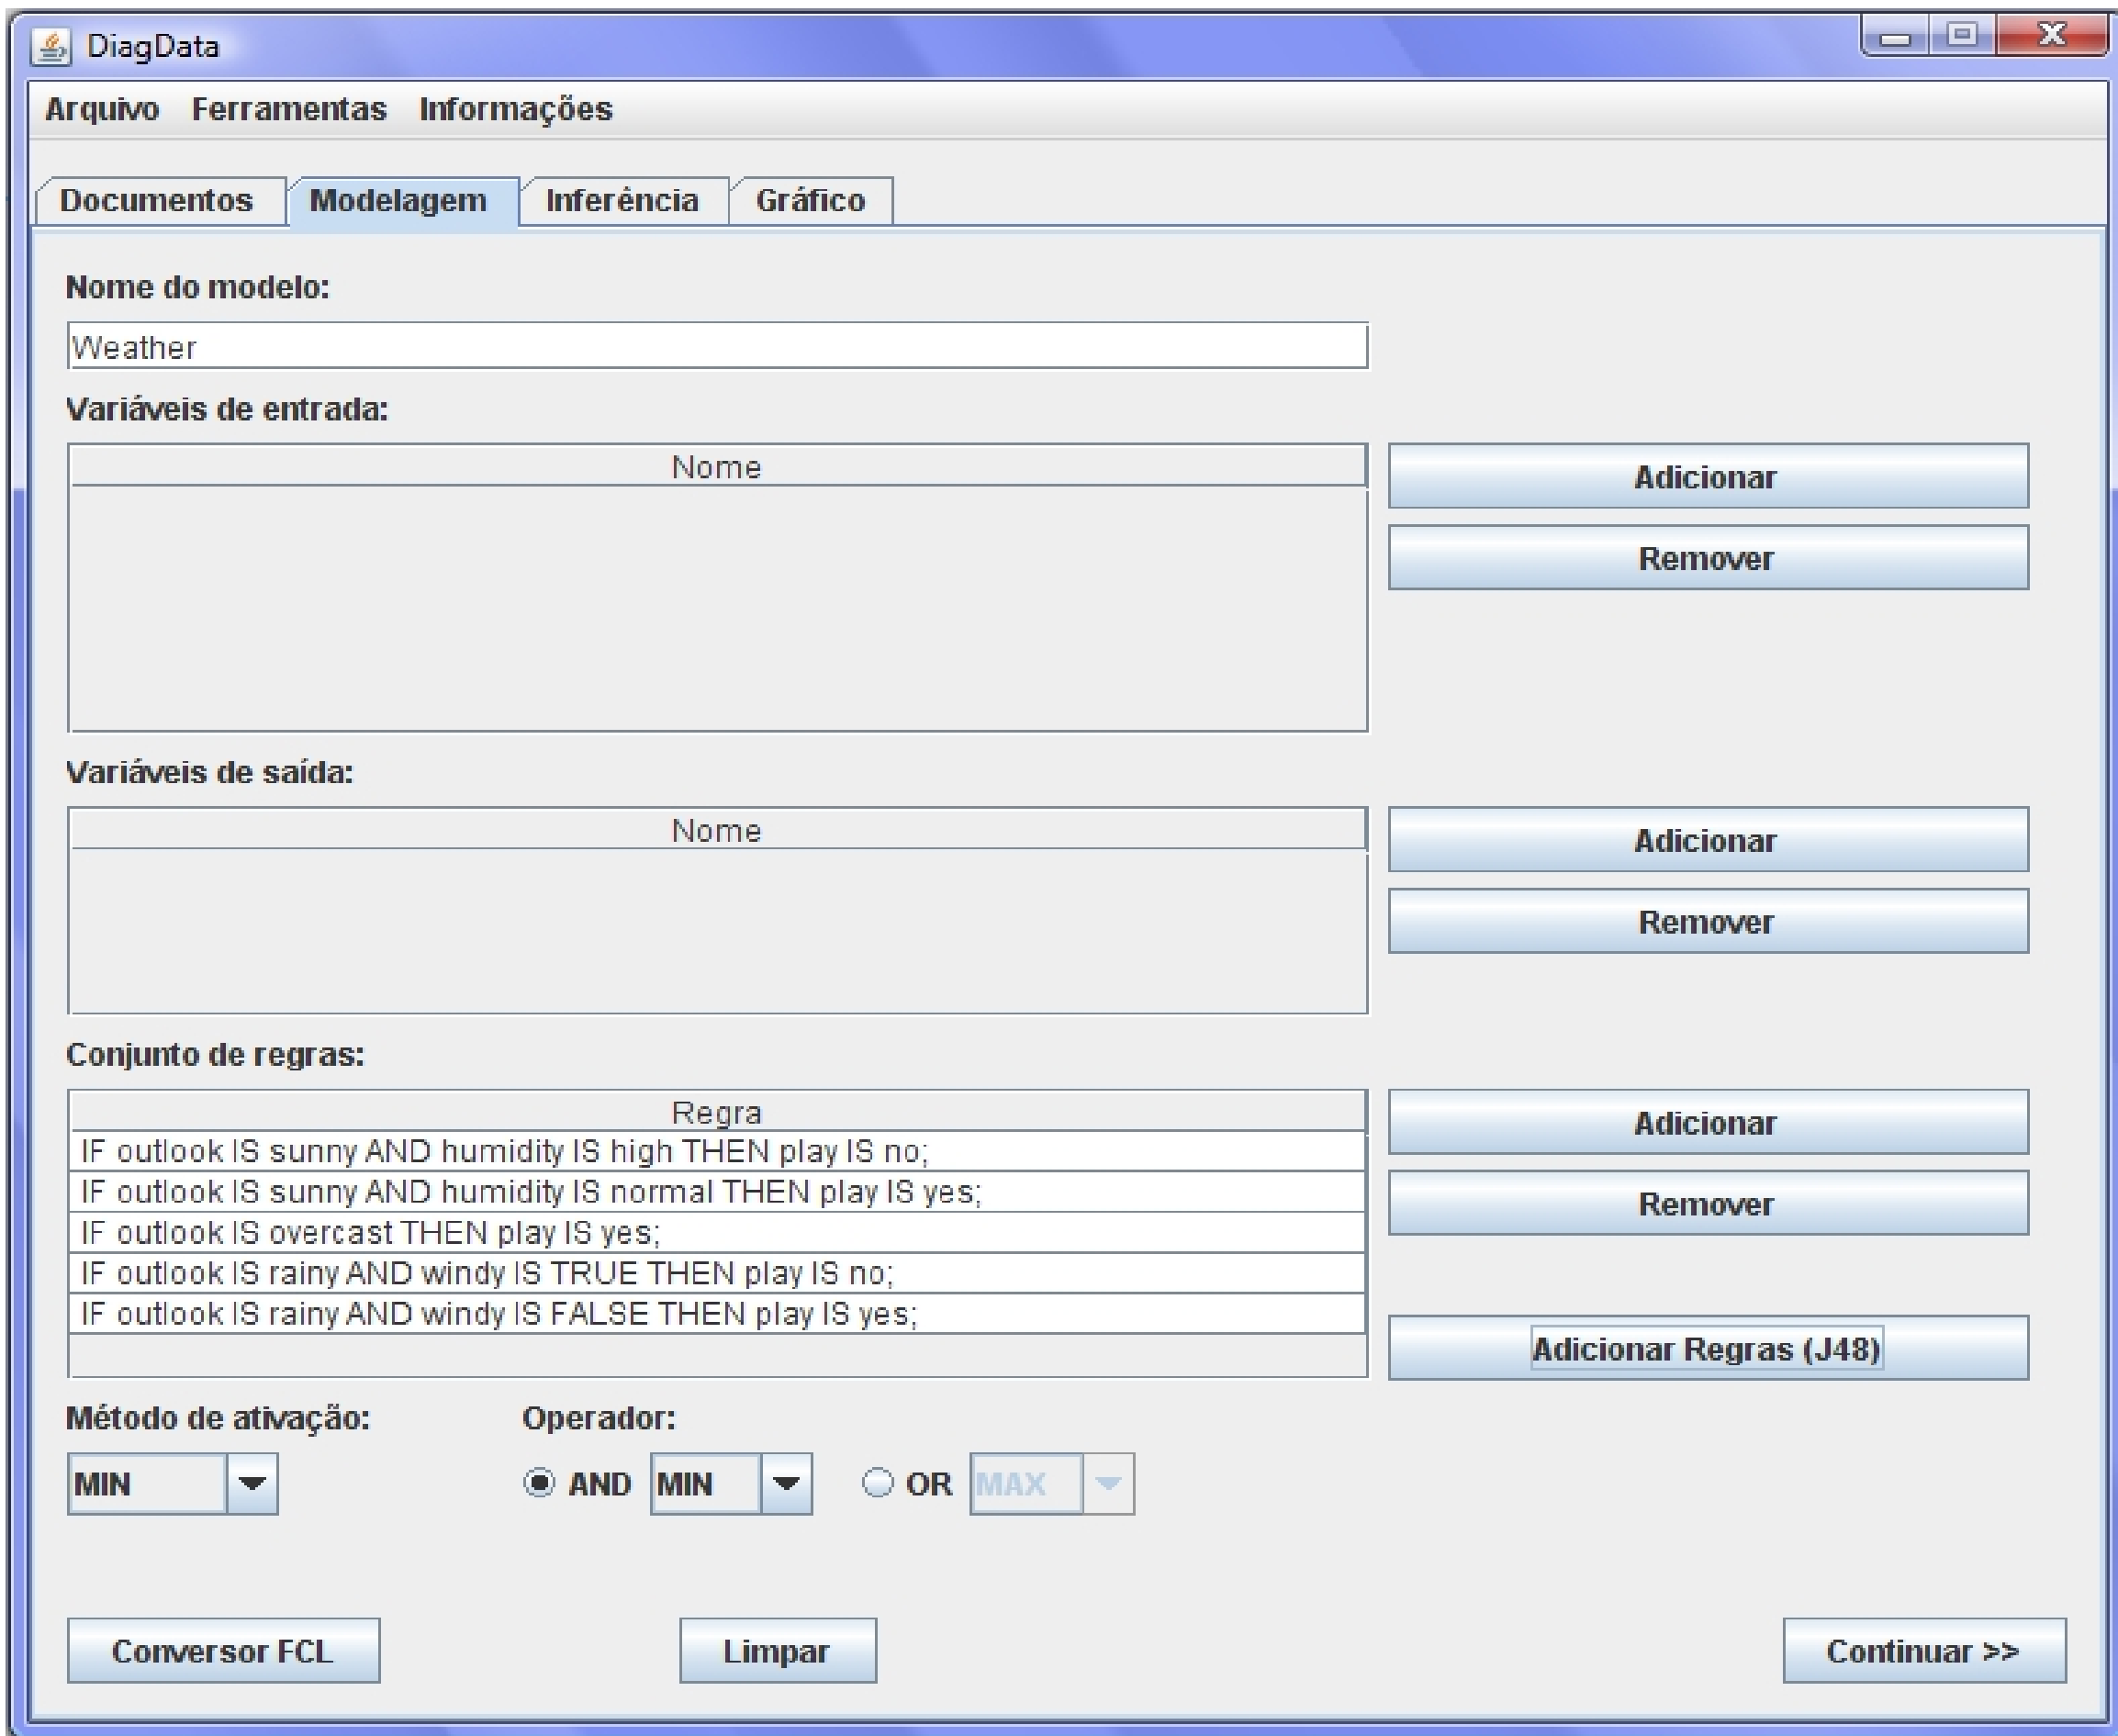 DiagData
Arquivo Ferramentas Informações
Documentos Modelagem Inferência Gráfico
Nome do modelo:
Weather
Variáveis de entrada:
Nome
Adicionar
Remover
Variáveis de saída:
Nome
Adicionar
Remover
Conjunto de regras:
Regra
IF outlook IS sunny AND humidity IS high THEN play IS no;
IF outlook IS sunny AND humidity IS normal THEN play IS yes;
IF outlook IS overcast THEN play IS yes;
IF outlook IS rainy AND windy IS TRUE THEN play IS no;
IF outlook IS rainy AND windy IS FALSE THEN play IS yes;
Adicionar
Remover
Adicionar Regras (J48)
Método de ativação: Operador:
MIN AND MIN OR MAX
Conversor FCL Limpar Continuar >>